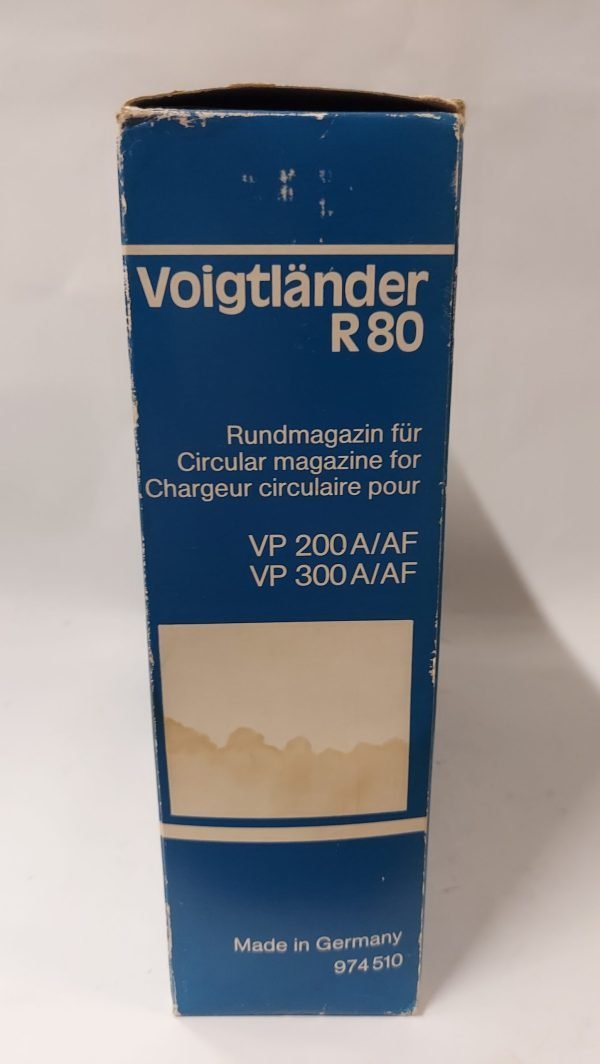 Voigtländer
R 80
Rundmagazin für
Circular magazine for
Chargeur circulaire pour
VP 200 A/AF
VP 300 A/AF
Made in Germany
974 510